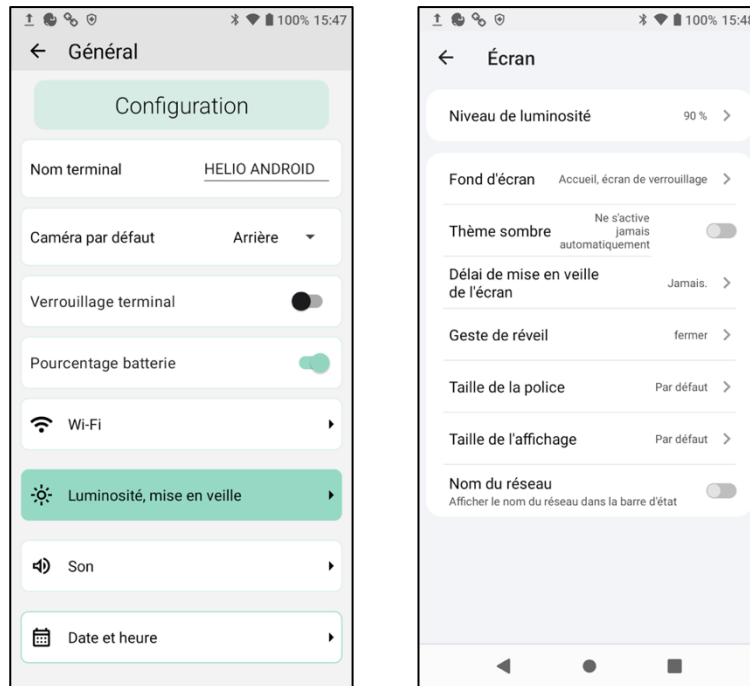 100% 15:47
Général
Configuration
Nom terminal HELIO ANDROID
Caméra par défaut Arrière
Verrouillage terminal
Pourcentage batterie
Wi-Fi
Luminosité, mise en veille
Son
Date et heure
100% 15:48
Écran
Niveau de luminosité 90 %
Fond d'écran Accueil, écran de verrouillage
Thème sombre Ne s'active
jamais
automatiquement
Délai de mise en veille
de l'écran Jamais.
Geste de réveil fermer
Taille de la police Par défaut
Taille de l'affichage Par défaut
Nom du réseau
Afficher le nom du réseau dans la barre d'état